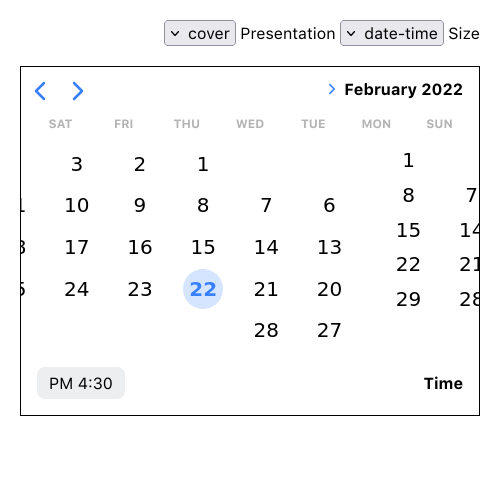 cover Presentation date-time Size
February 2022
SAT FRI THU WED TUE MON SUN
3 2 1 1
10 9 8 7 6 8 7
17 16 15 14 13 15 14
24 23 22 21 20 22 21
28 27 29 28
PM 4:30 Time